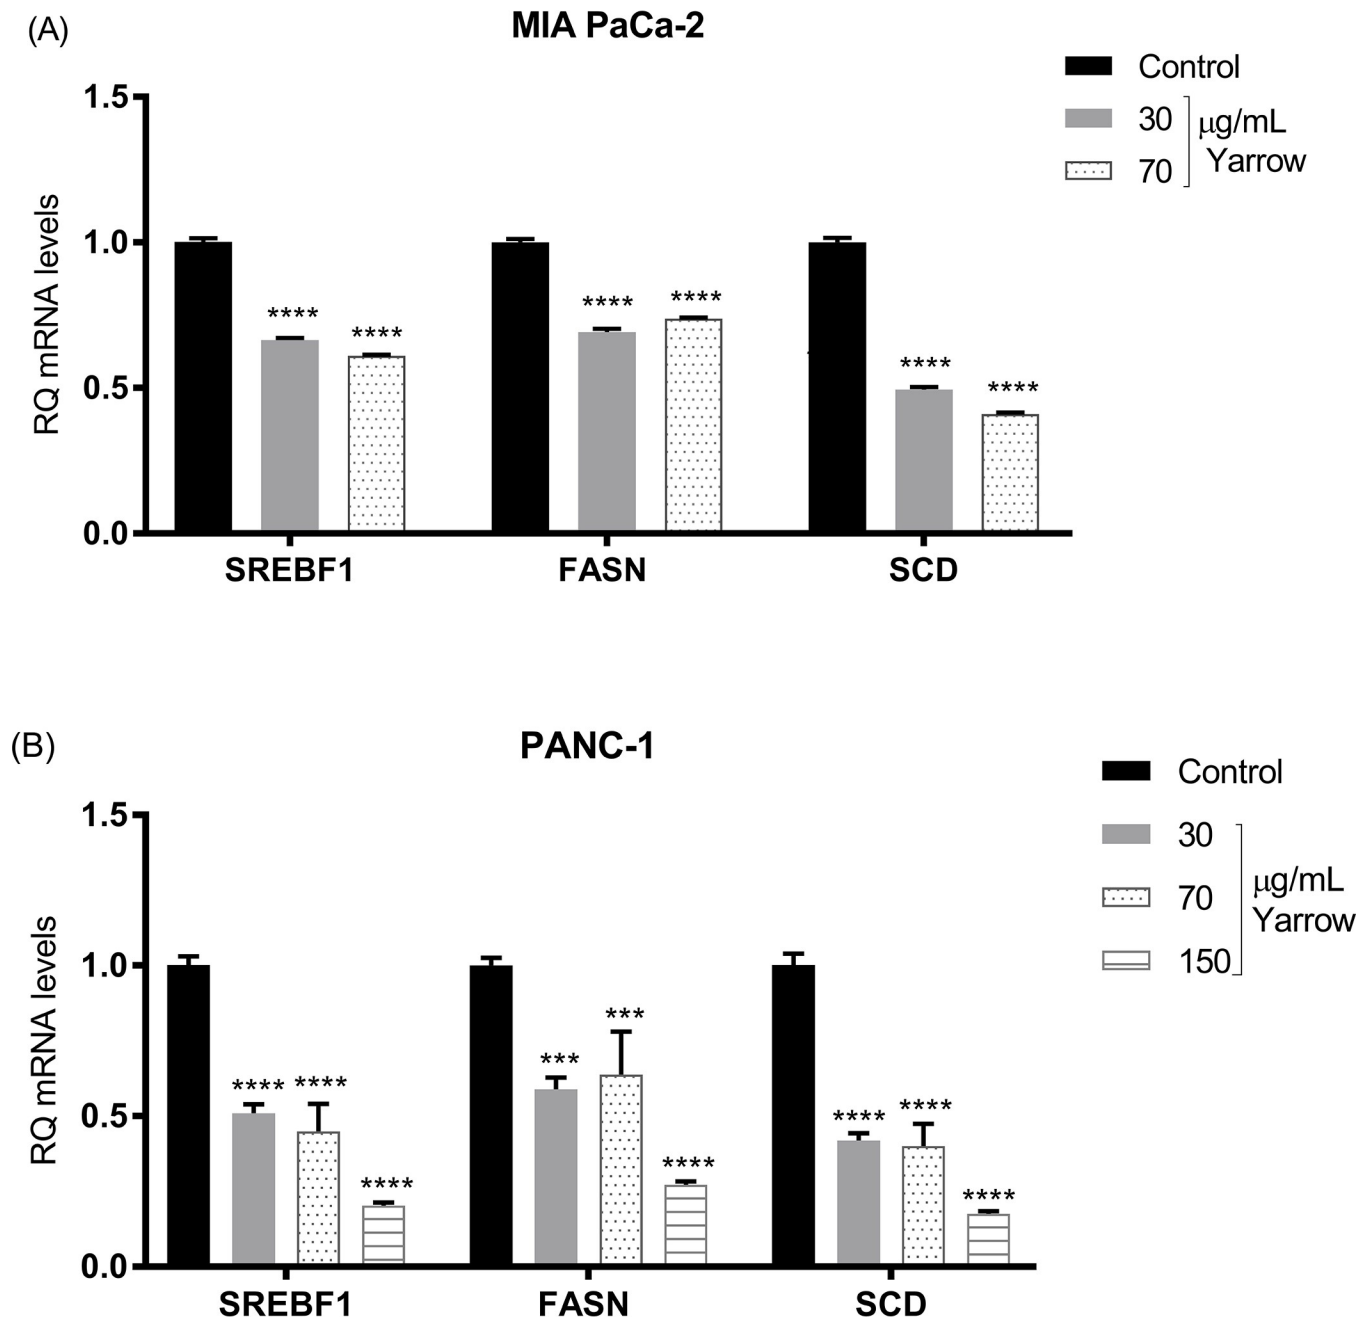 (A)
MIA PaCa-2
Control
30
70
µg/mL
Yarrow
RQ mRNA levels
1.5
1.0
0.5
0.0
****
****
****
****
****
****
SREBF1
FASN
SCD
(B)
PANC-1
Control
30
70
150
µg/mL
Yarrow
RQ mRNA levels
1.5
1.0
0.5
0.0
****
****
****
***
***
****
****
****
****
SREBF1
FASN
SCD